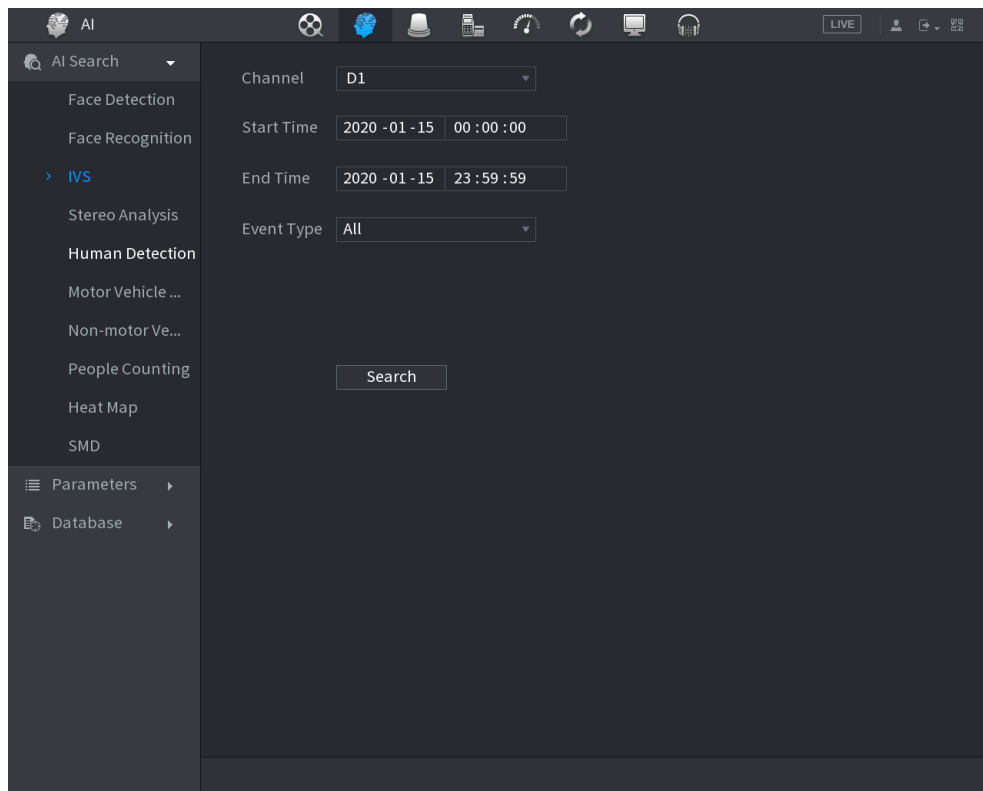 AI
LIVE
AI Search
Face Detection
Face Recognition
IVS
Stereo Analysis
Human Detection
Motor Vehicle ...
Non-motor Ve...
People Counting
Heat Map
SMD
Parameters
Database
Channel D1
Start Time 2020 -01 -15 00 : 00 : 00
End Time 2020 -01 -15 23 : 59 : 59
Event Type All
Search